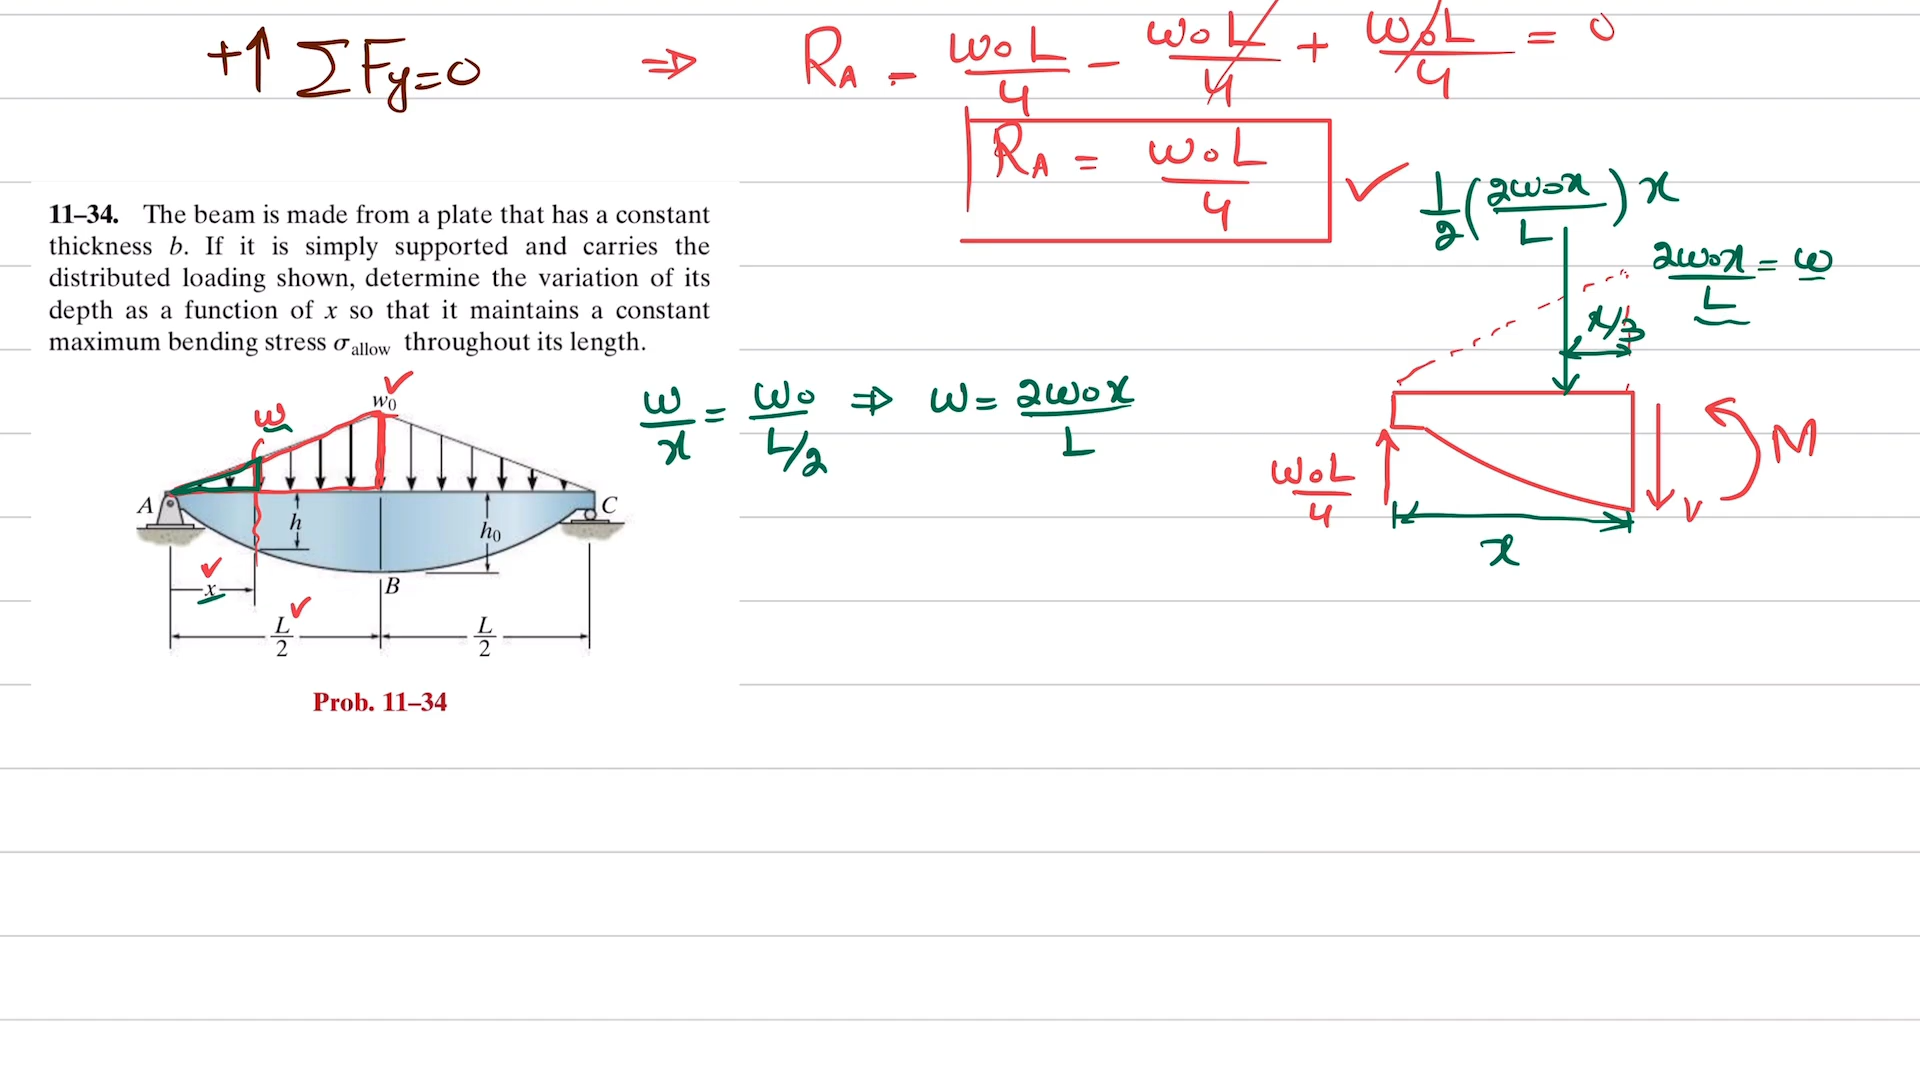 +↑ ΣFy=0 ⇒ RA - w0L/4 - w0L/4 + w0L/4 = 0
RA = w0L/4 ✓
11–34. The beam is made from a plate that has a constant
thickness b. If it is simply supported and carries the
distributed loading shown, determine the variation of its
depth as a function of x so that it maintains a constant
maximum bending stress σallow throughout its length.
1/2(2w0x/L)x
2w0x/L = w
x/3
w
w0
w/x = w0/L/2 ⇒ w = 2w0x/L
A
h
h0
C
x
B
L/2
L/2
w0L/4
V
M
x
Prob. 11–34